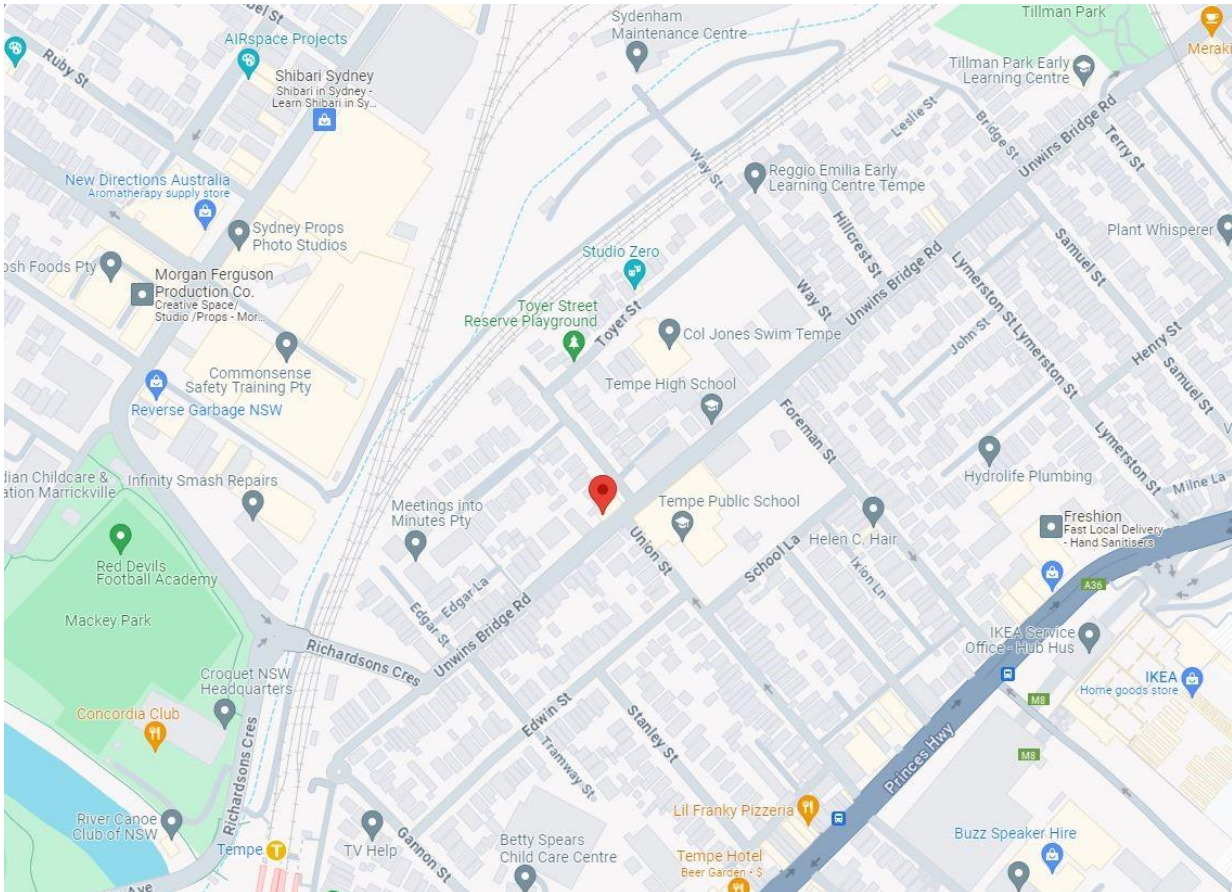 Ruby St
AIRspace Projects
Shibari Sydney
Shibari in Sydney -
Learn Shibari in Sy...
Sydenham
Maintenance Centre
Tillman Park
Meraki
Tillman Park Early
Learning Centre
Leslie St
Bridge St
Unwins Bridge Rd
Terry St
New Directions Australia
Aromatherapy supply store
Sydney Props
Photo Studios
osh Foods Pty
Morgan Ferguson
Production Co.
Creative Space/
Studio /Props - Mor...
Way St
Reggio Emilia Early
Learning Centre Tempe
Hillcrest St
Samuel St
Plant Whisperer
Studio Zero
Unwins Bridge Rd
Lymerston St
Toyer Street
Reserve Playground
Toyer St
Way St
Col Jones Swim Tempe
John St
Lymerston St
Henry St
Samuel St
Commonsense
Safety Training Pty
Reverse Garbage NSW
Tempe High School
Foreman St
Lymerston St
dian Childcare &
ation Marrickville
Infinity Smash Repairs
Hydrolife Plumbing
Milne La
Meetings into
Minutes Pty
Tempe Public School
Helen C. Hair
Freshion
Fast Local Delivery
- Hand Sanitisers
Red Devils
Football Academy
Union St
School La
Ixion Ln
A36
Mackey Park
Edgar La
Edgar St
Unwins Bridge Rd
IKEA Service
Office - Hub Hus
Richardsons Cres
IKEA
Home goods store
Croquet NSW
Headquarters
M8
Concordia Club
Edwin St
Stanley St
Tramway St
Princes Hwy
M8
Richardsons Cres
River Canoe
Club of NSW
Lil Franky Pizzeria
Tempe
T
TV Help
Gannon St
Betty Spears
Child Care Centre
Tempe Hotel
Beer Garden • $
Buzz Speaker Hire
Ave